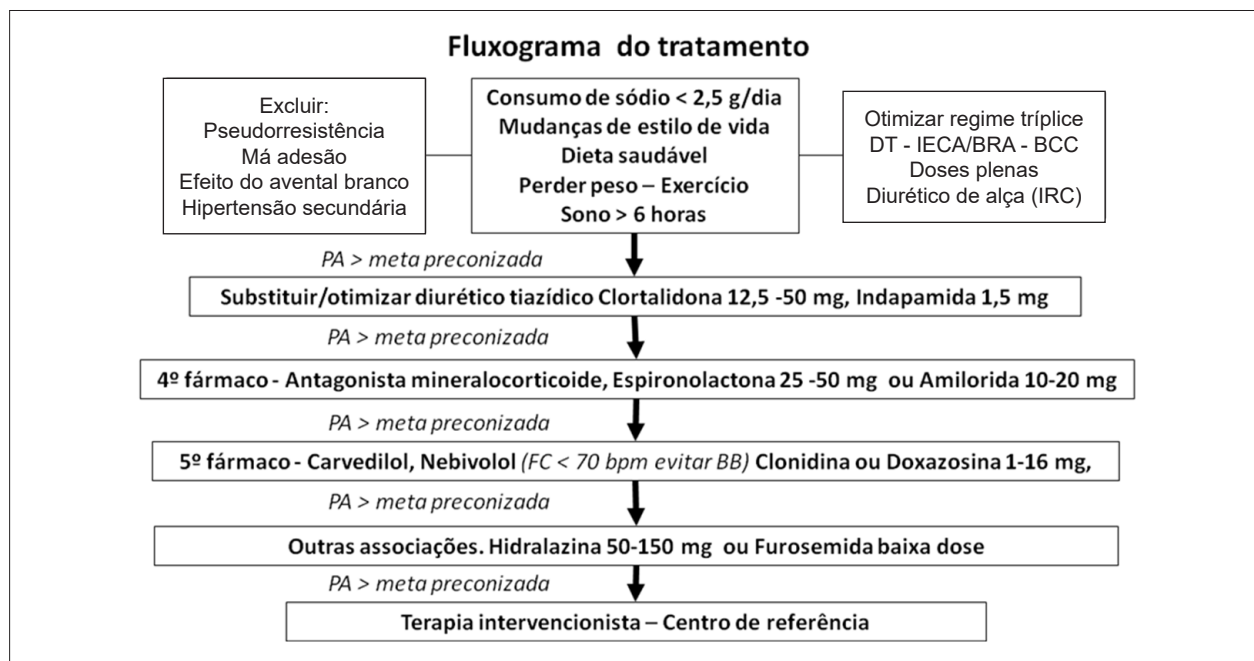 Fluxograma do tratamento
Excluir:
Pseudorresistência
Má adesão
Efeito do avental branco
Hipertensão secundária
Consumo de sódio < 2,5 g/dia
Mudanças de estilo de vida
Dieta saudável
Perder peso – Exercício
Sono > 6 horas
Otimizar regime tríplice
DT - IECA/BRA - BCC
Doses plenas
Diurético de alça (IRC)
PA > meta preconizada
Substituir/otimizar diurético tiazídico Clortalidona 12,5 -50 mg, Indapamida 1,5 mg
PA > meta preconizada
4º fármaco - Antagonista mineralocorticoide, Espironolactona 25 -50 mg ou Amilorida 10-20 mg
PA > meta preconizada
5º fármaco - Carvedilol, Nebivolol (FC < 70 bpm evitar BB) Clonidina ou Doxazosina 1-16 mg,
PA > meta preconizada
Outras associações. Hidralazina 50-150 mg ou Furosemida baixa dose
PA > meta preconizada
Terapia intervencionista – Centro de referência